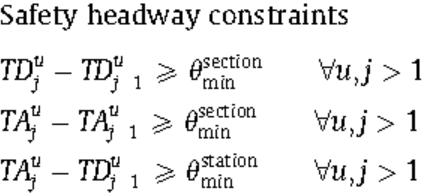 Safety headway constraints
TD^u_j − TD^u_{j 1} ⩾ θ^section_min ∀u, j > 1
TA^u_j − TA^u_{j 1} ⩾ θ^section_min ∀u, j > 1
TA^u_j − TD^u_{j 1} ⩾ θ^station_min ∀u, j > 1